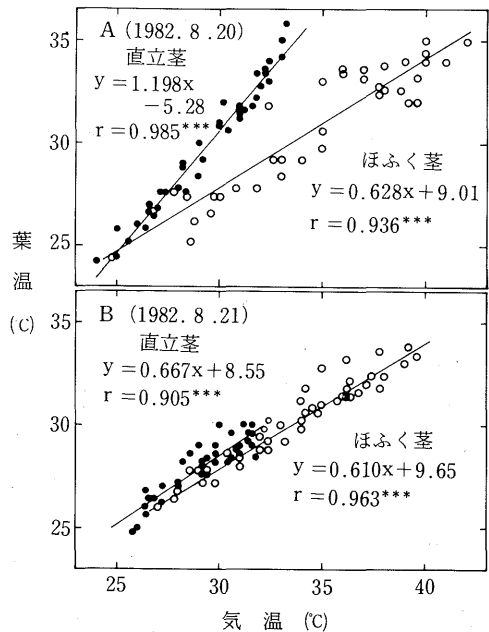 A (1982.8.20)
直立茎
y=1.198x
-5.28
r=0.985***
ほふく茎
y=0.628x+9.01
r=0.936***
35
30
25
葉温
(℃)
B (1982.8.21)
直立茎
y=0.667x+8.55
r=0.905***
ほふく茎
y=0.610x+9.65
r=0.963***
35
30
25
25 30 35 40
気温 (℃)